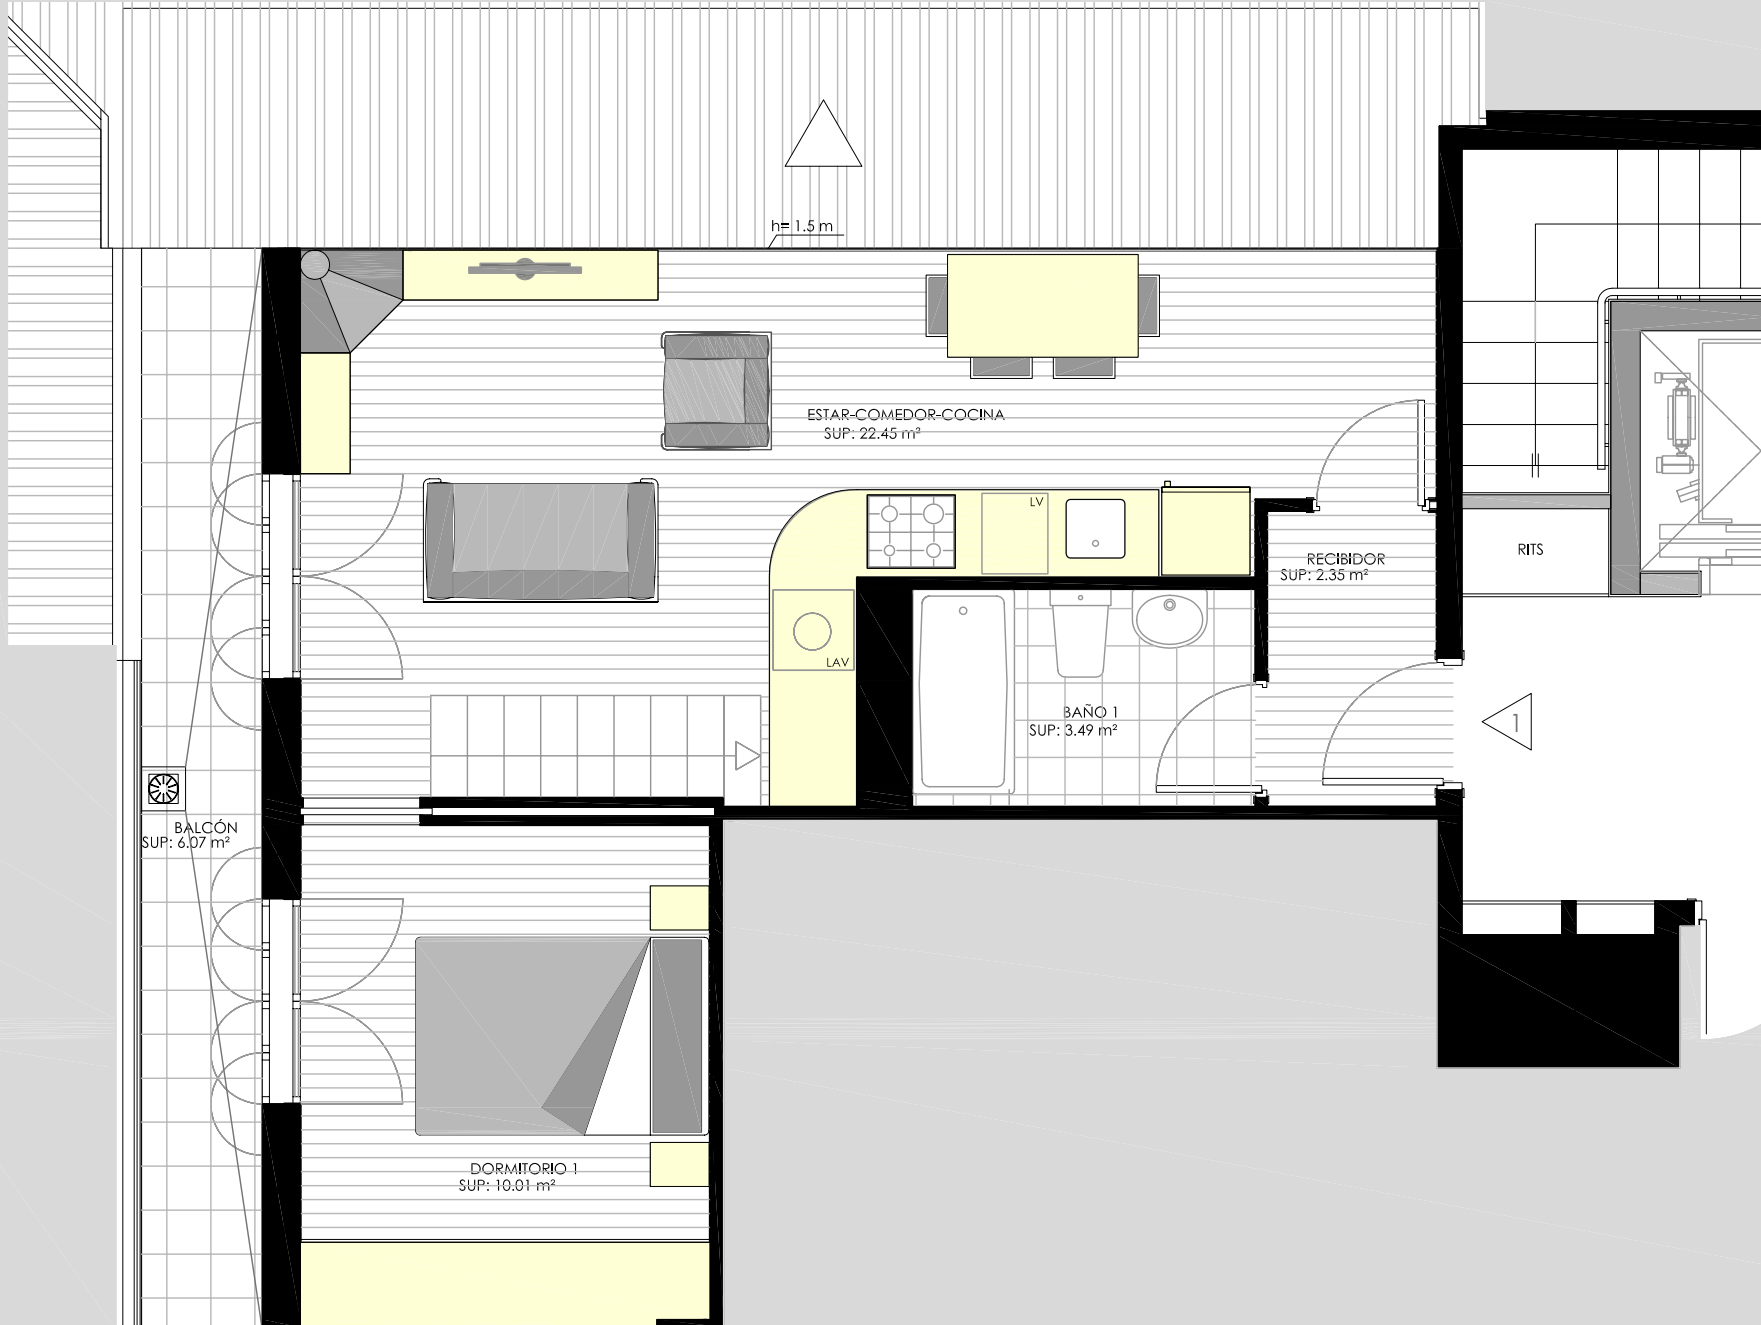 h= 1.5 m
ESTAR-COMEDOR-COCINA
SUP: 22.45 m²
LV
RECIBIDOR
SUP: 2.35 m²
RITS
LAV
BAÑO 1
SUP: 3.49 m²
1
BALCÓN
SUP: 6.07 m²
DORMITORIO 1
SUP: 10.01 m²